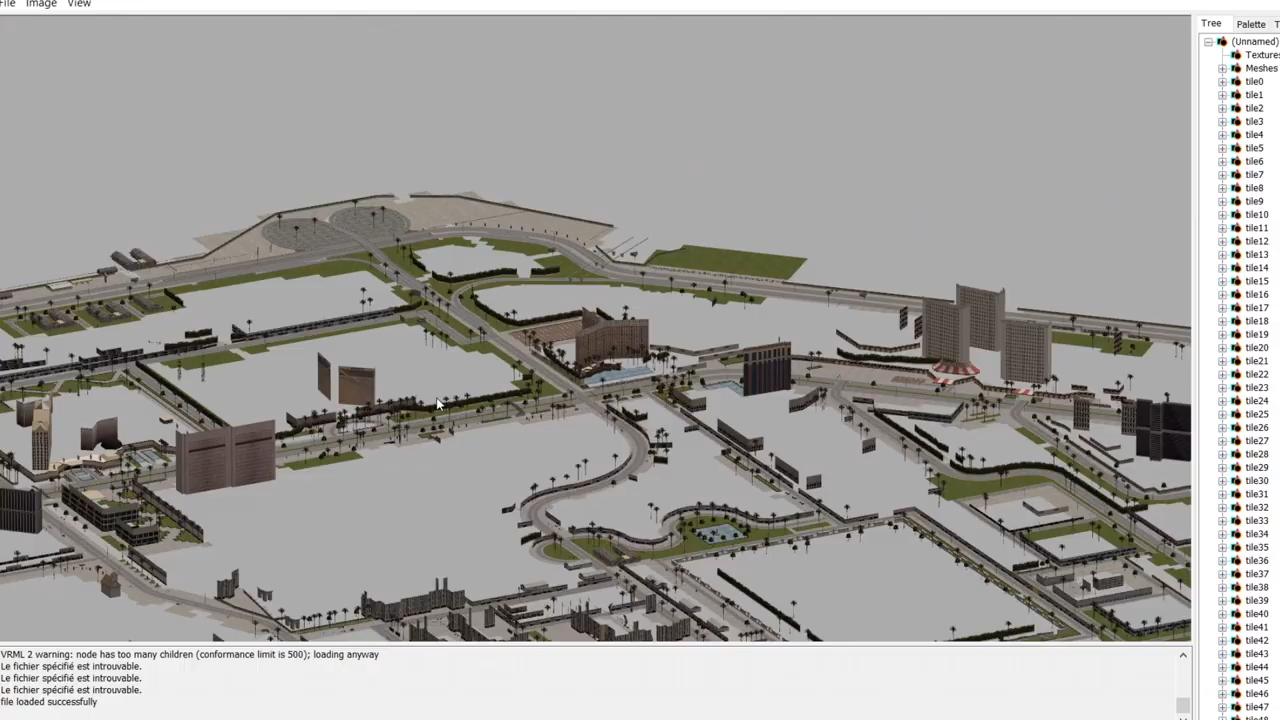 File Image View
Tree Palette T
(Unnamed)
Textures
Meshes
tile0
tile1
tile2
tile3
tile4
tile5
tile6
tile7
tile8
tile9
tile10
tile11
tile12
tile13
tile14
tile15
tile16
tile17
tile18
tile19
tile20
tile21
tile22
tile23
tile24
tile25
tile26
tile27
tile28
tile29
tile30
tile31
tile32
tile33
tile34
tile35
tile36
tile37
tile38
tile39
tile40
tile41
tile42
tile43
tile44
tile45
tile46
tile47
VRML 2 warning: node has too many children (conformance limit is 500); loading anyway
Le fichier spécifié est introuvable.
Le fichier spécifié est introuvable.
Le fichier spécifié est introuvable.
file loaded successfully